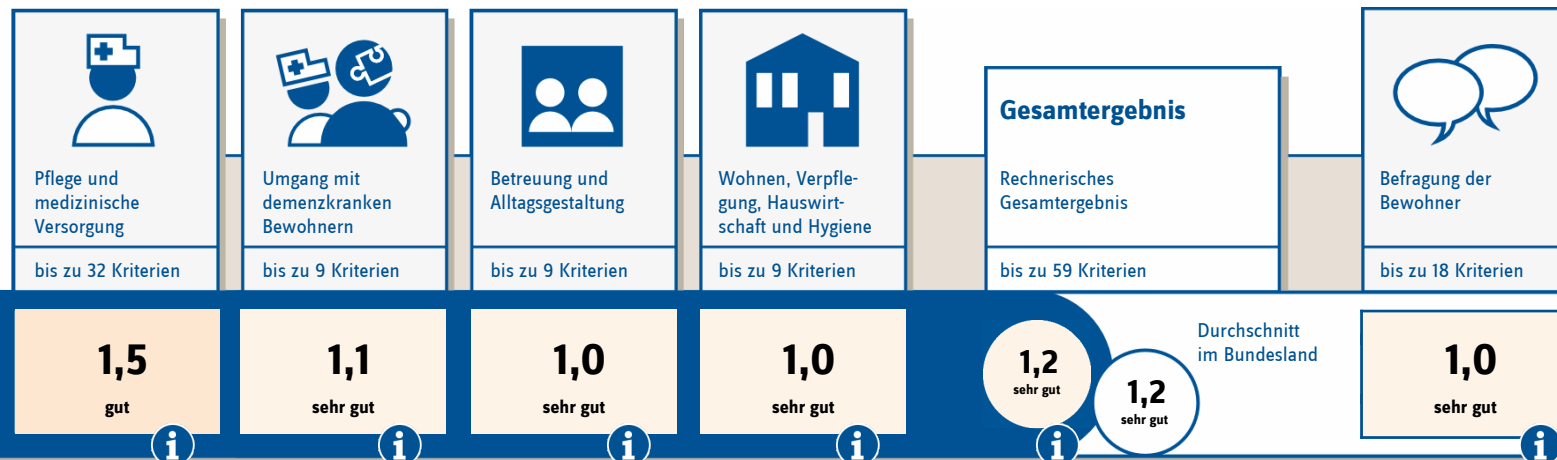 Pflege und
medizinische
Versorgung
bis zu 32 Kriterien
1,5
gut
Umgang mit
demenzkranken
Bewohnern
bis zu 9 Kriterien
1,1
sehr gut
Betreuung und
Alltagsgestaltung
bis zu 9 Kriterien
1,0
sehr gut
Wohnen, Verpfle-
gung, Hauswirt-
schaft und Hygiene
bis zu 9 Kriterien
1,0
sehr gut
Gesamtergebnis
Rechnerisches
Gesamtergebnis
bis zu 59 Kriterien
1,2
sehr gut
Durchschnitt
im Bundesland
1,2
sehr gut
Befragung der
Bewohner
bis zu 18 Kriterien
1,0
sehr gut